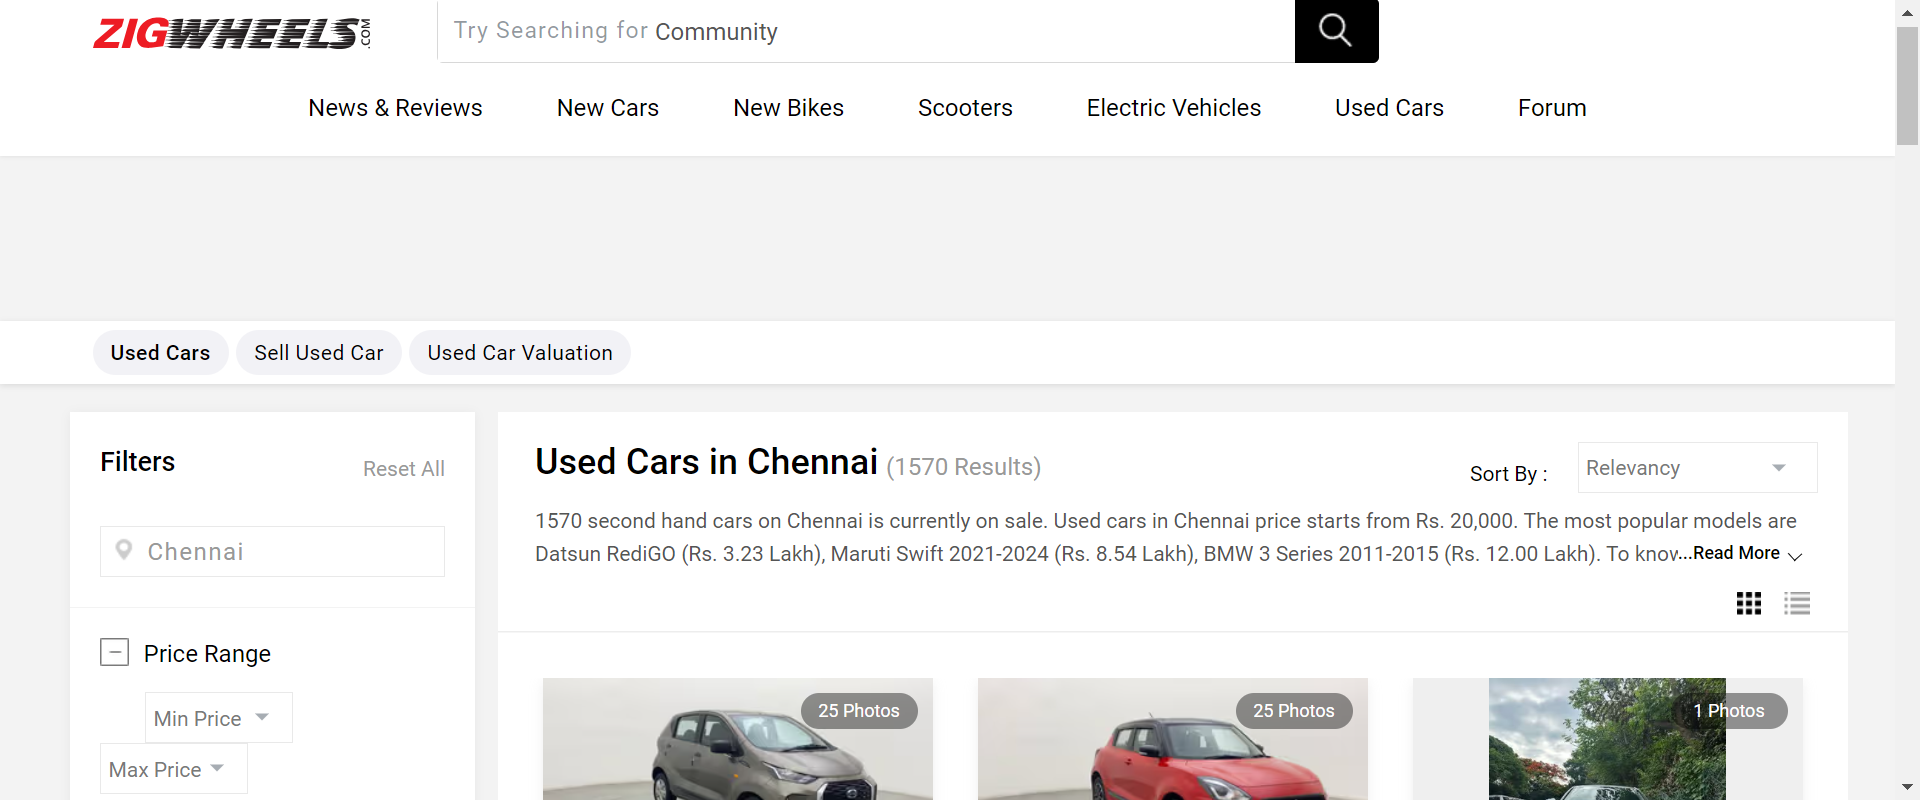 ZIGWHEELS.COM
Try Searching for Community
News & Reviews New Cars New Bikes Scooters Electric Vehicles Used Cars Forum
Used Cars Sell Used Car Used Car Valuation
Filters
Reset All
Chennai
Price Range
Min Price
Max Price
Used Cars in Chennai (1570 Results)
Sort By : Relevancy
1570 second hand cars on Chennai is currently on sale. Used cars in Chennai price starts from Rs. 20,000. The most popular models are
Datsun RediGO (Rs. 3.23 Lakh), Maruti Swift 2021-2024 (Rs. 8.54 Lakh), BMW 3 Series 2011-2015 (Rs. 12.00 Lakh). To know...Read More
25 Photos
25 Photos
1 Photos